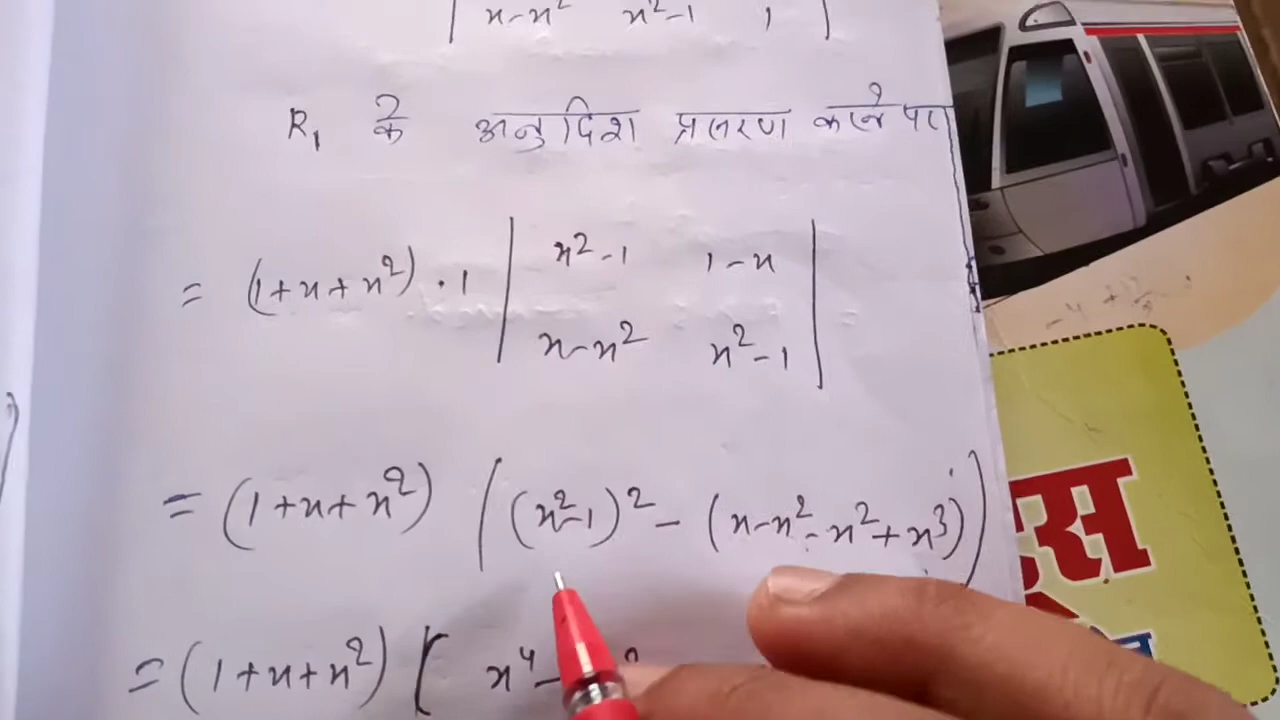 x-x² x²-1 1
R₁ के अनुदिश प्रसरण करने पर
= (1+x+x²)·1 | x²-1 1-x |
| x-x² x²-1 |
= (1+x+x²) ((x²-1)² - (x-x²-x²+x³))
= (1+x+x²) [ x⁴-